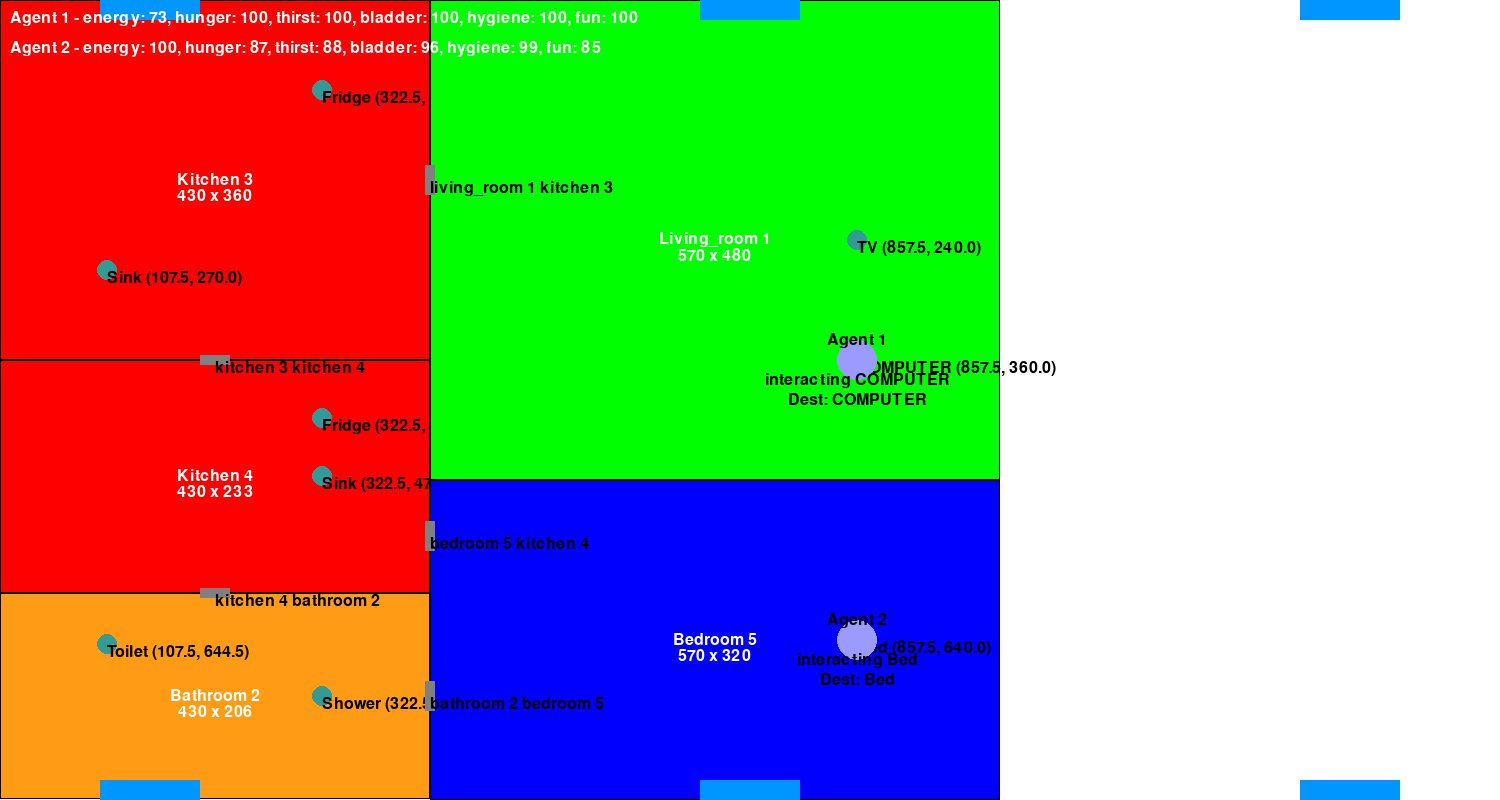 Agent 1 - energy: 73, hunger: 100, thirst: 100, bladder: 100, hygiene: 100, fun: 100
Agent 2 - energy: 100, hunger: 87, thirst: 88, bladder: 96, hygiene: 99, fun: 85
Fridge (322.5,
Kitchen 3
430 x 360
living_room 1 kitchen 3
Living_room 1
570 x 480
TV (857.5, 240.0)
Sink (107.5, 270.0)
Agent 1
kitchen 3 kitchen 4
OMPUTER (857.5, 360.0)
interacting COMPUTER
Dest: COMPUTER
Fridge (322.5,
Kitchen 4
430 x 233
Sink (322.5, 47
bedroom 5 kitchen 4
kitchen 4 bathroom 2
Agent 2
Toilet (107.5, 644.5)
Bedroom 5
570 x 320
d (857.5, 640.0)
interacting Bed
Dest: Bed
Bathroom 2
430 x 206
Shower (322.5
bathroom 2 bedroom 5